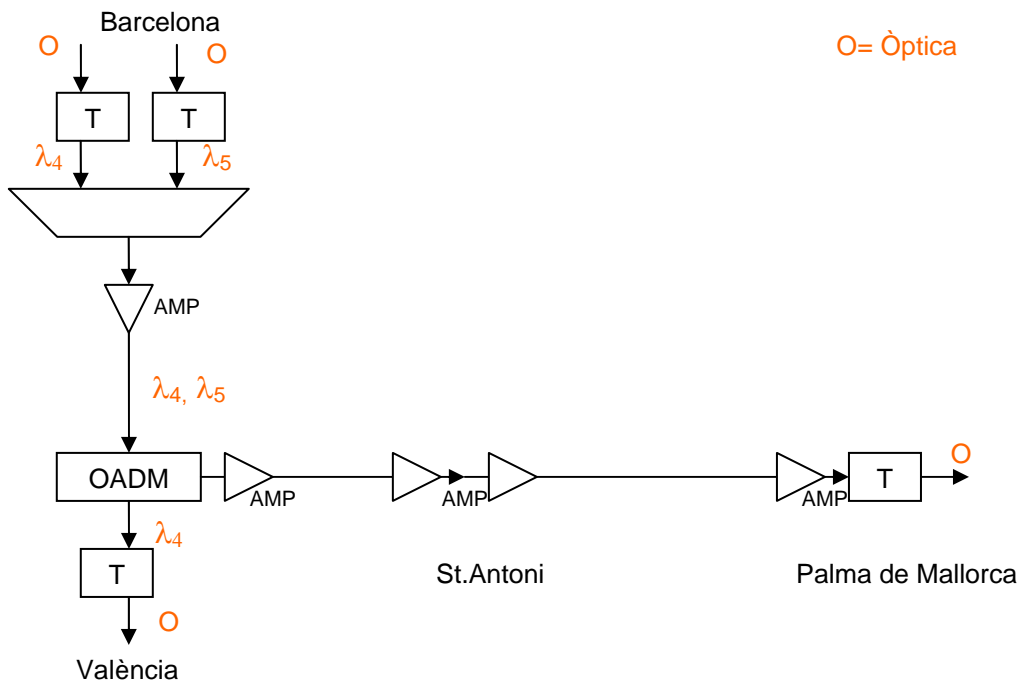 Barcelona
O O
O= Òptica
T T
λ4 λ5
AMP
λ4, λ5
OADM
AMP
AMP
AMP
T
O
λ4
T
St.Antoni
Palma de Mallorca
O
València